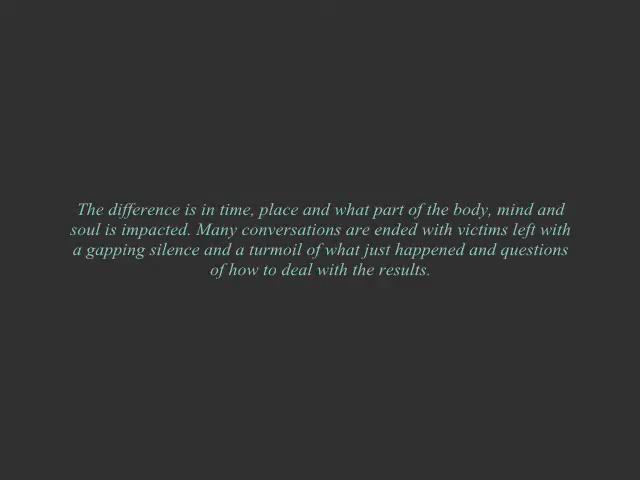 The difference is in time, place and what part of the body, mind and
soul is impacted. Many conversations are ended with victims left with
a gapping silence and a turmoil of what just happened and questions
of how to deal with the results.